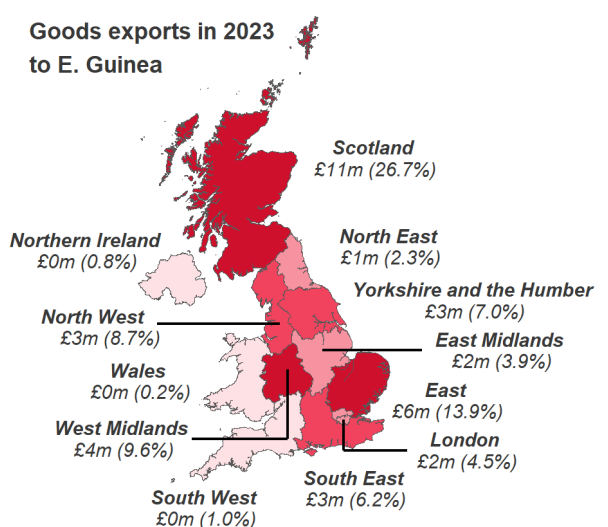 Goods exports in 2023
to E. Guinea
Scotland
£11m (26.7%)
Northern Ireland
£0m (0.8%)
North East
£1m (2.3%)
Yorkshire and the Humber
£3m (7.0%)
North West
£3m (8.7%)
East Midlands
£2m (3.9%)
Wales
£0m (0.2%)
East
£6m (13.9%)
West Midlands
£4m (9.6%)
London
£2m (4.5%)
South East
£3m (6.2%)
South West
£0m (1.0%)